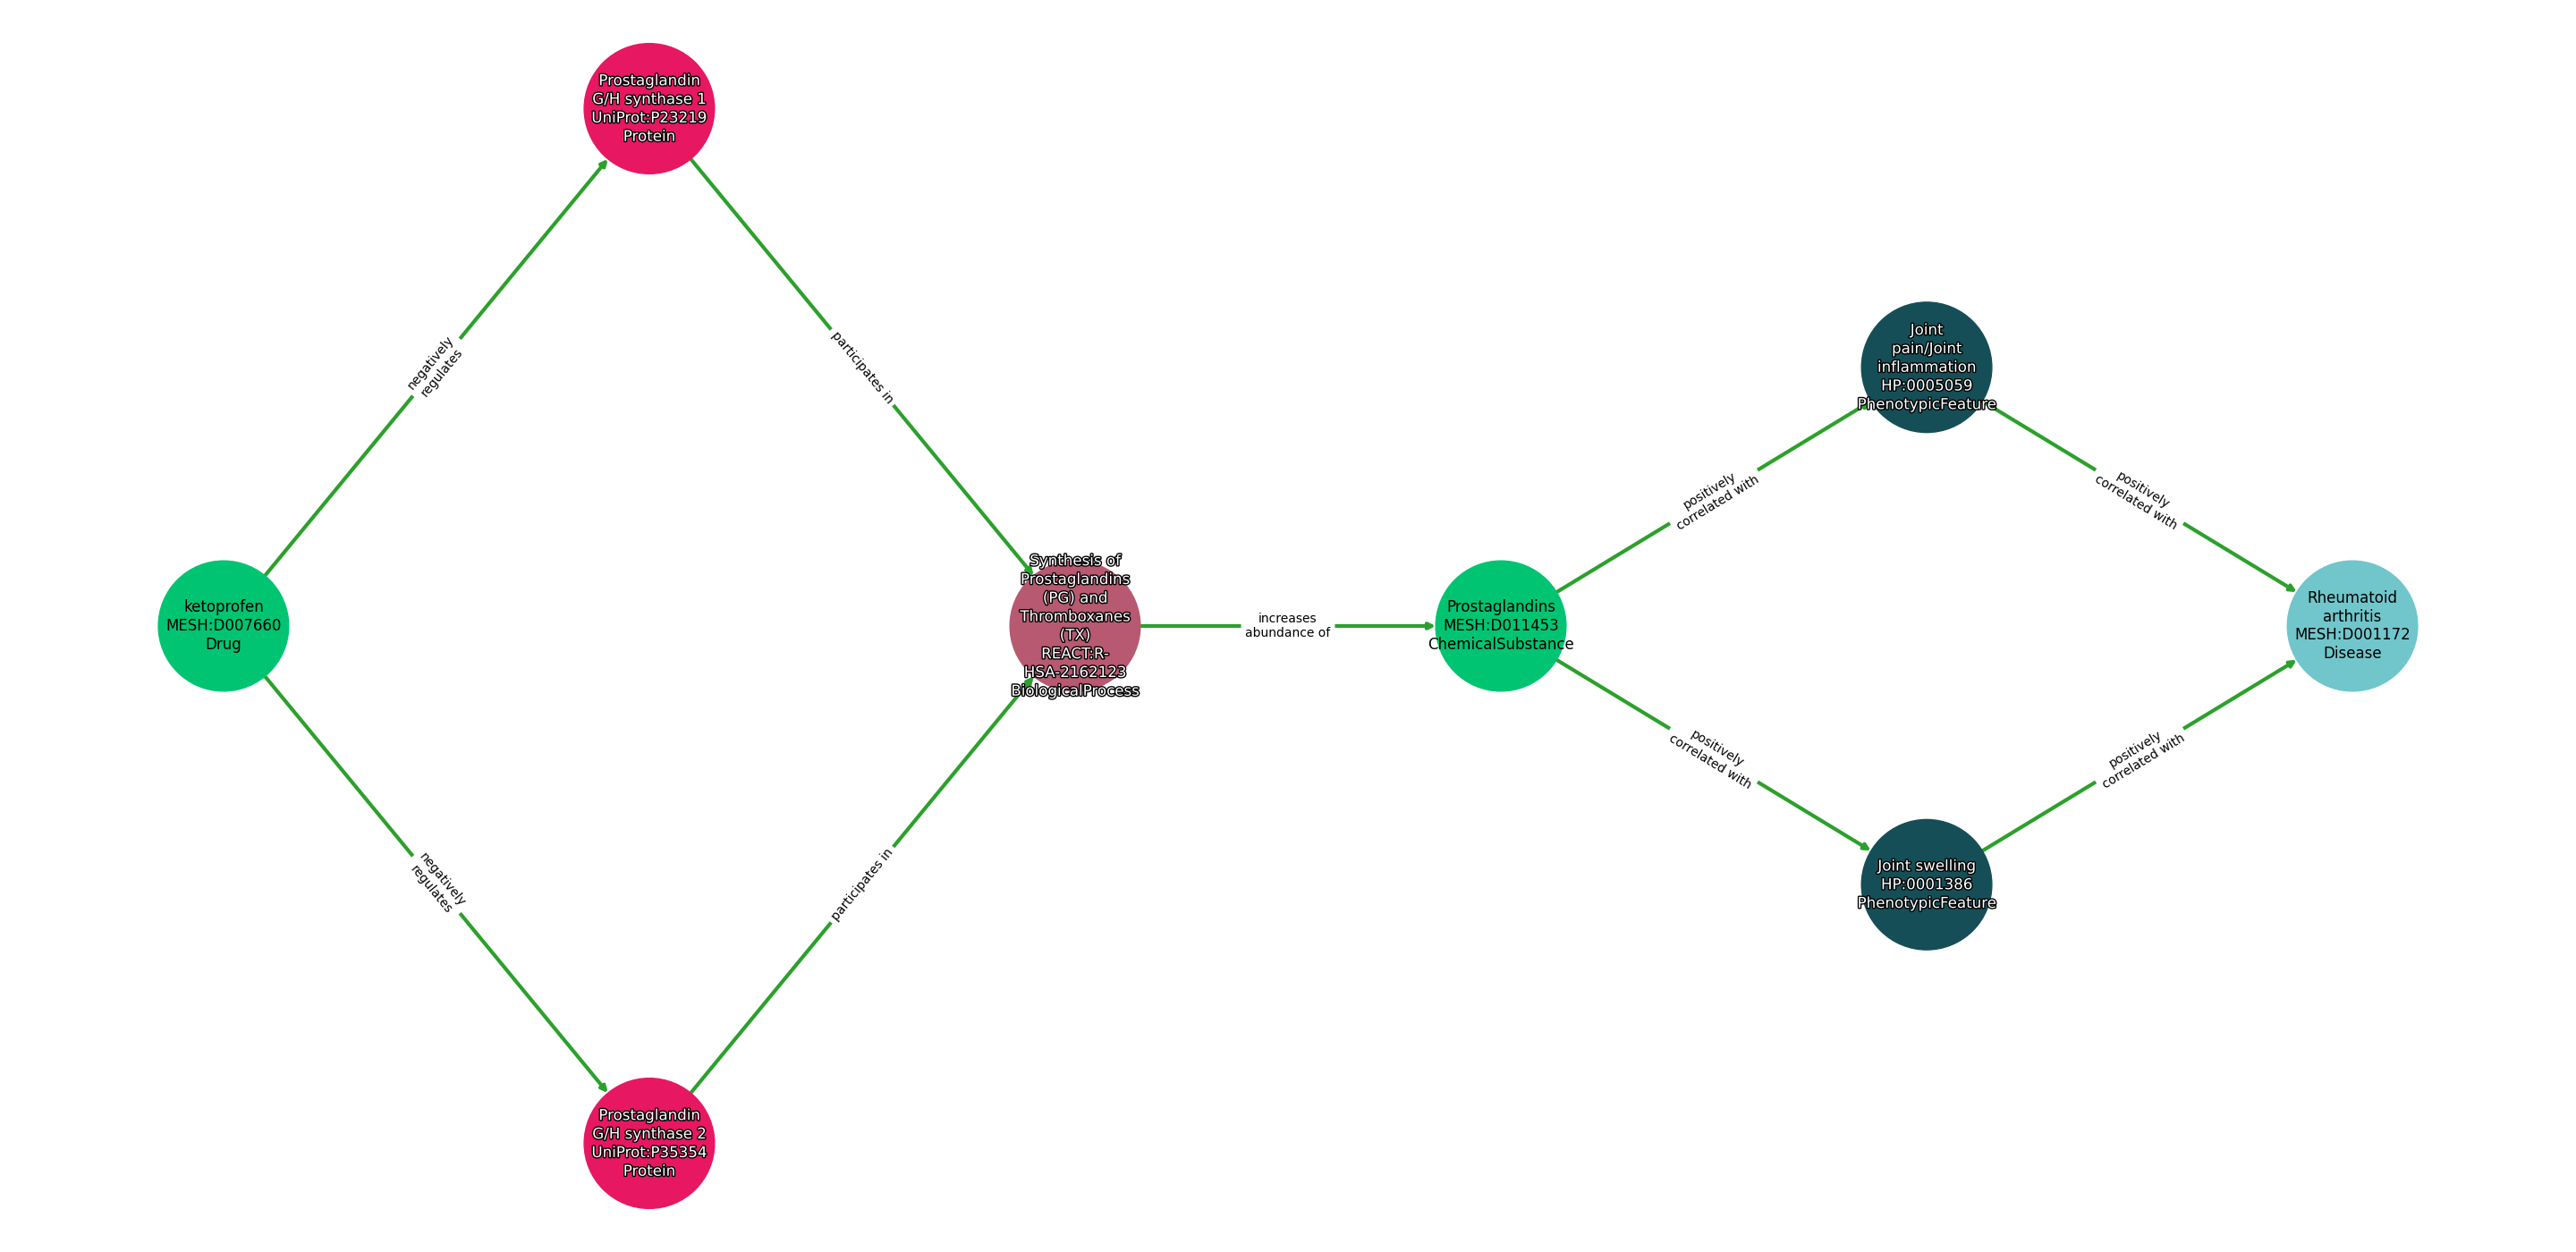 Prostaglandin
G/H synthase 1
UniProt:P23219
Protein
negatively
regulates
participates in
ketoprofen
MESH:D007660
Drug
negatively
regulates
participates in
Prostaglandin
G/H synthase 2
UniProt:P35354
Protein
Synthesis of
Prostaglandins
(PG) and
Thromboxanes
(TX)
REACT:R-
HSA-2162123
BiologicalProcess
increases
abundance of
Prostaglandins
MESH:D011453
ChemicalSubstance
positively
correlated with
Joint
pain/Joint
inflammation
HP:0005059
PhenotypicFeature
positively
correlated with
positively
correlated with
Joint swelling
HP:0001386
PhenotypicFeature
positively
correlated with
Rheumatoid
arthritis
MESH:D001172
Disease